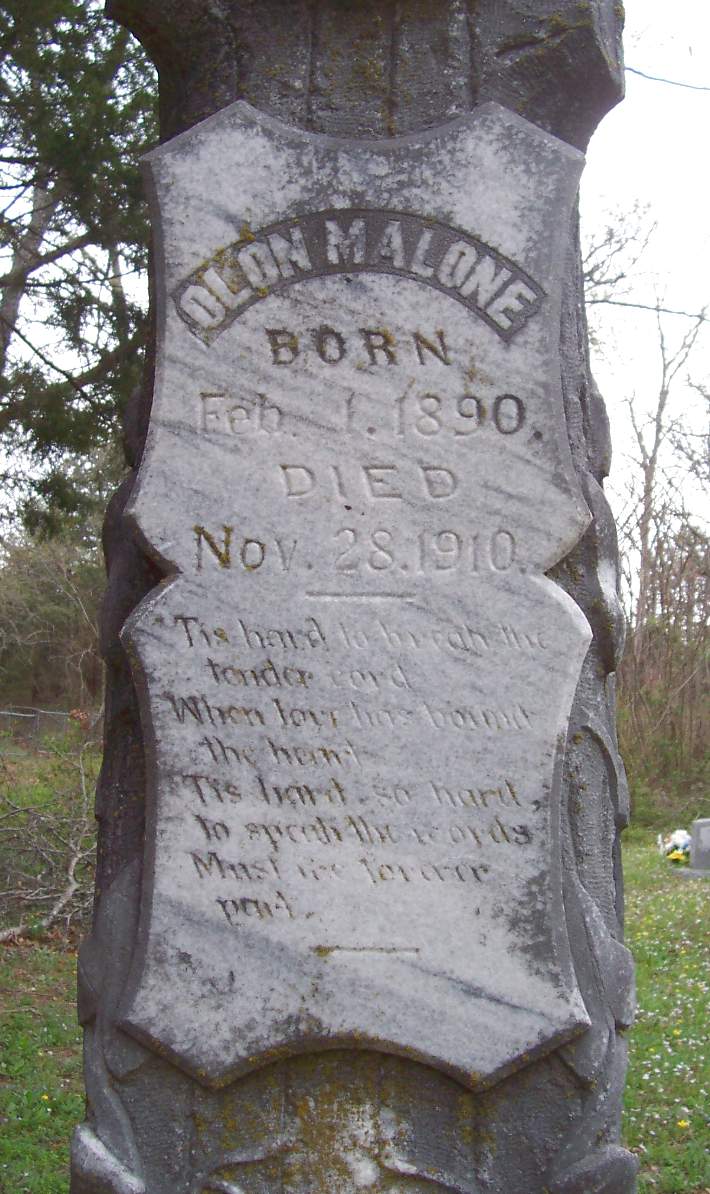 OLON MALONE
BORN
Feb. 1. 1890.
DIED
Nov. 28. 1910.
'Tis hard to break the
tender cord
When love has bound
the heart
'Tis hard, so hard,
to speak the words
Must we forever
part.